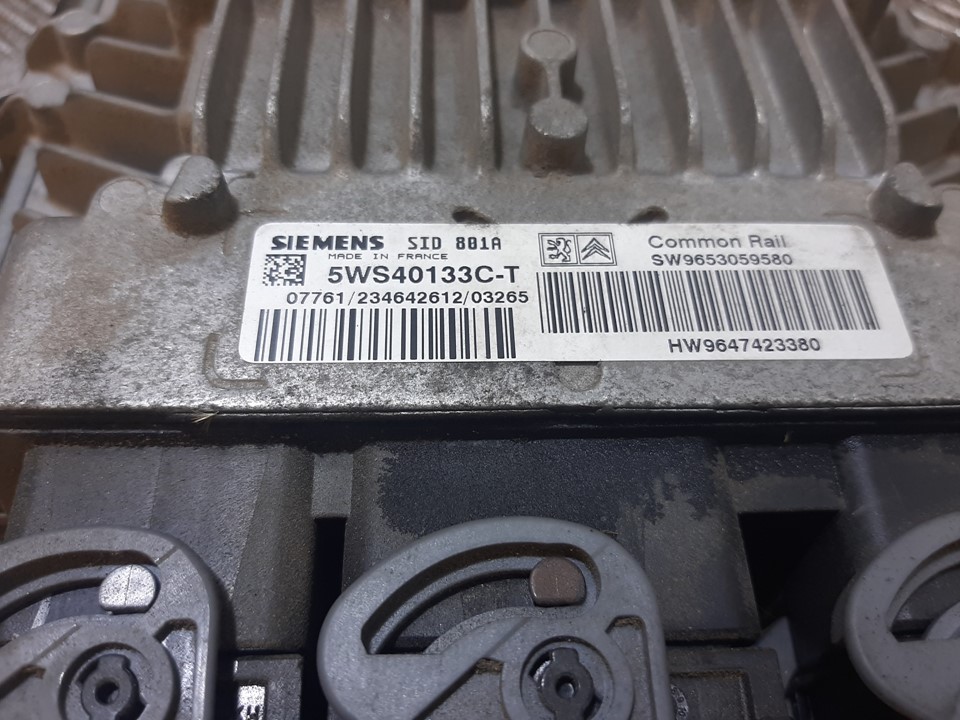 SIEMENS SID 801A
MADE IN FRANCE
5WS40133C-T
07761/234642612/03265
Common Rail
SW9653059580
HW9647423380